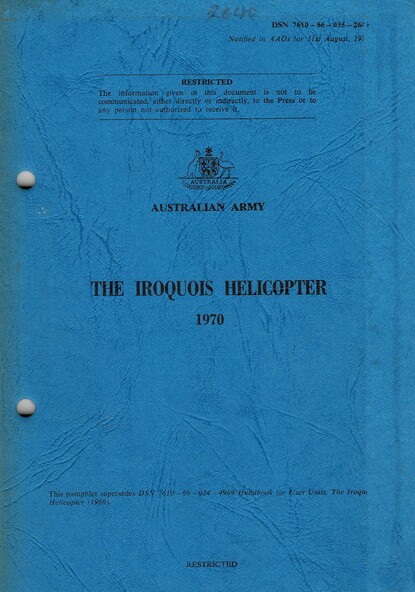 2640
DSN 7610 – 66 – 035 – 26
Notified in AAOs for 31st August, 19
RESTRICTED
The information given in this document is not to be
communicated, either directly or indirectly, to the Press or to
any person not authorized to receive it.
AUSTRALIA
AUSTRALIAN ARMY
THE IROQUOIS HELICOPTER
1970
This pamphlet supersedes DSN 7610 – 66 – 024 – 4969 Handbook for User Units, The Iroqu
Helicopter (1966).
RESTRICTED